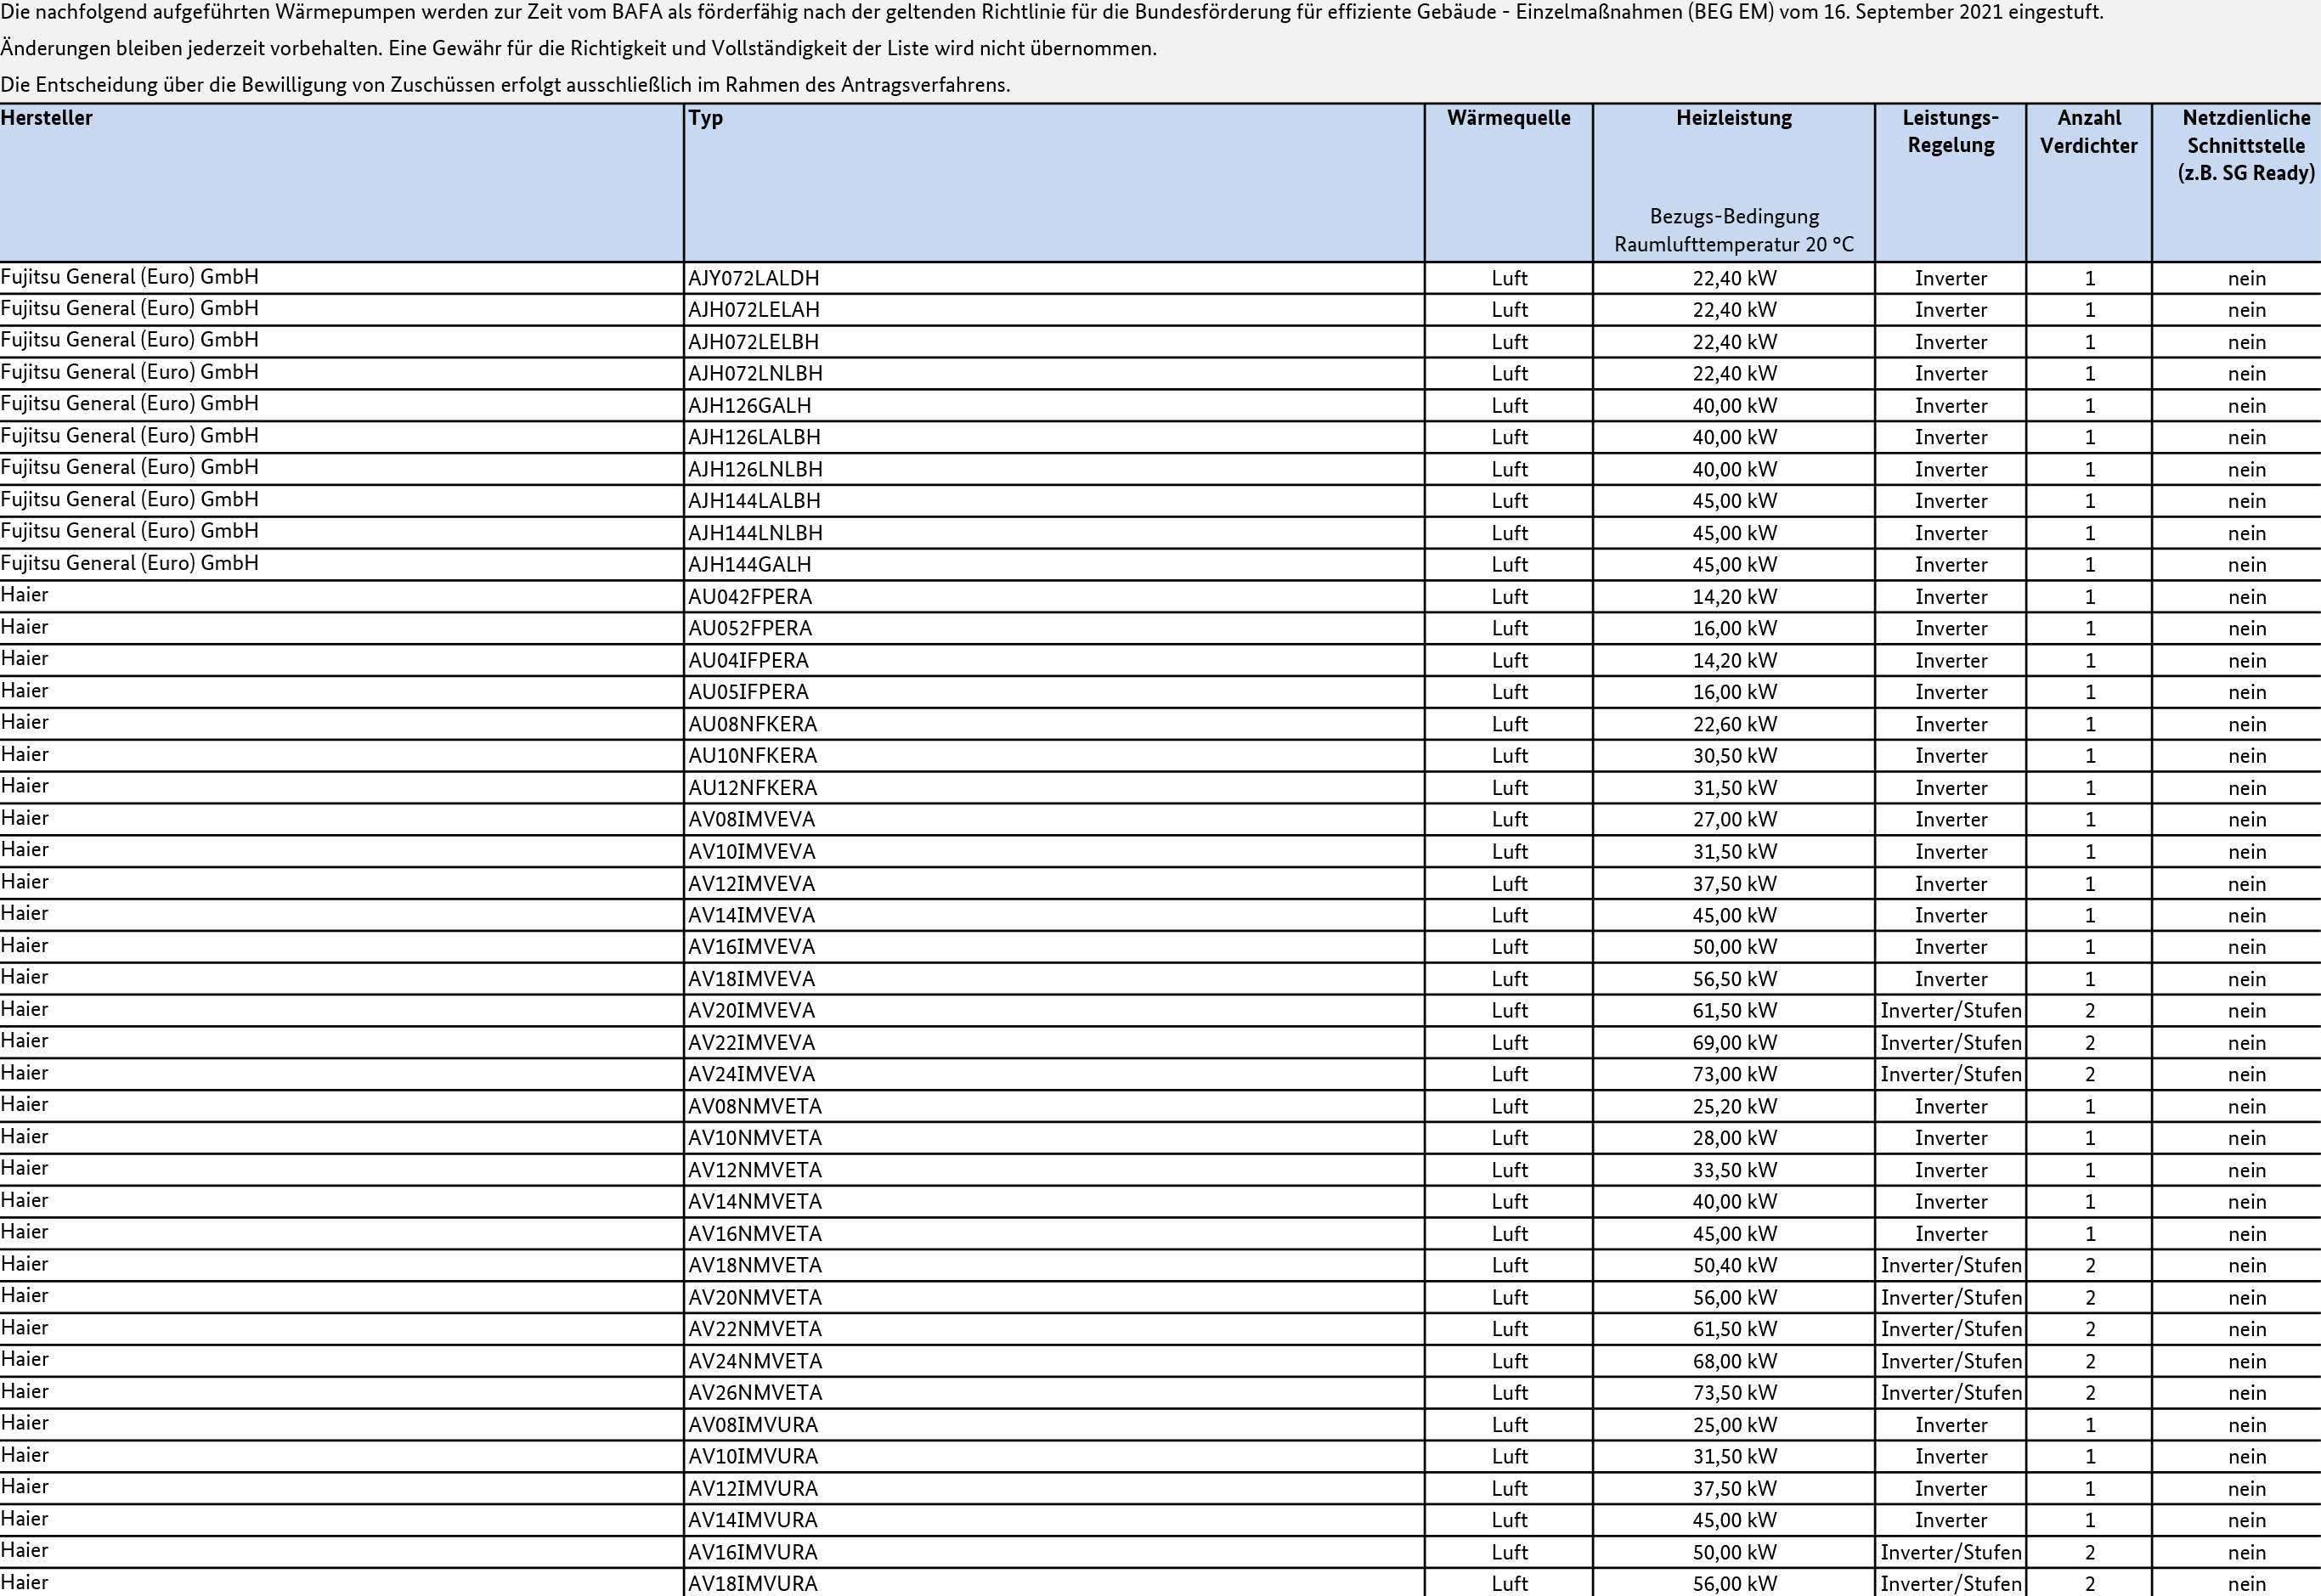 Die nachfolgend aufgeführten Wärmepumpen werden zur Zeit vom BAFA als förderfähig nach der geltenden Richtlinie für die Bundesförderung für effiziente Gebäude - Einzelmaßnahmen (BEG EM) vom 16. September 2021 eingestuft.
Änderungen bleiben jederzeit vorbehalten. Eine Gewähr für die Richtigkeit und Vollständigkeit der Liste wird nicht übernommen.
Die Entscheidung über die Bewilligung von Zuschüssen erfolgt ausschließlich im Rahmen des Antragsverfahrens.
Hersteller Typ Wärmequelle Heizleistung Leistungs- Anzahl Netzdienliche
Regelung Verdichter Schnittstelle
(z.B. SG Ready)
Bezugs-Bedingung
Raumlufttemperatur 20 °C
Fujitsu General (Euro) GmbH AJY072LALDH Luft 22,40 kW Inverter 1 nein
Fujitsu General (Euro) GmbH AJH072LELAH Luft 22,40 kW Inverter 1 nein
Fujitsu General (Euro) GmbH AJH072LELBH Luft 22,40 kW Inverter 1 nein
Fujitsu General (Euro) GmbH AJH072LNLBH Luft 22,40 kW Inverter 1 nein
Fujitsu General (Euro) GmbH AJH126GALH Luft 40,00 kW Inverter 1 nein
Fujitsu General (Euro) GmbH AJH126LALBH Luft 40,00 kW Inverter 1 nein
Fujitsu General (Euro) GmbH AJH126LNLBH Luft 40,00 kW Inverter 1 nein
Fujitsu General (Euro) GmbH AJH144LALBH Luft 45,00 kW Inverter 1 nein
Fujitsu General (Euro) GmbH AJH144LNLBH Luft 45,00 kW Inverter 1 nein
Fujitsu General (Euro) GmbH AJH144GALH Luft 45,00 kW Inverter 1 nein
Haier AU042FPERA Luft 14,20 kW Inverter 1 nein
Haier AU052FPERA Luft 16,00 kW Inverter 1 nein
Haier AU04IFPERA Luft 14,20 kW Inverter 1 nein
Haier AU05IFPERA Luft 16,00 kW Inverter 1 nein
Haier AU08NFKERA Luft 22,60 kW Inverter 1 nein
Haier AU10NFKERA Luft 30,50 kW Inverter 1 nein
Haier AU12NFKERA Luft 31,50 kW Inverter 1 nein
Haier AV08IMVEVA Luft 27,00 kW Inverter 1 nein
Haier AV10IMVEVA Luft 31,50 kW Inverter 1 nein
Haier AV12IMVEVA Luft 37,50 kW Inverter 1 nein
Haier AV14IMVEVA Luft 45,00 kW Inverter 1 nein
Haier AV16IMVEVA Luft 50,00 kW Inverter 1 nein
Haier AV18IMVEVA Luft 56,50 kW Inverter 1 nein
Haier AV20IMVEVA Luft 61,50 kW Inverter/Stufen 2 nein
Haier AV22IMVEVA Luft 69,00 kW Inverter/Stufen 2 nein
Haier AV24IMVEVA Luft 73,00 kW Inverter/Stufen 2 nein
Haier AV08NMVETA Luft 25,20 kW Inverter 1 nein
Haier AV10NMVETA Luft 28,00 kW Inverter 1 nein
Haier AV12NMVETA Luft 33,50 kW Inverter 1 nein
Haier AV14NMVETA Luft 40,00 kW Inverter 1 nein
Haier AV16NMVETA Luft 45,00 kW Inverter 1 nein
Haier AV18NMVETA Luft 50,40 kW Inverter/Stufen 2 nein
Haier AV20NMVETA Luft 56,00 kW Inverter/Stufen 2 nein
Haier AV22NMVETA Luft 61,50 kW Inverter/Stufen 2 nein
Haier AV24NMVETA Luft 68,00 kW Inverter/Stufen 2 nein
Haier AV26NMVETA Luft 73,50 kW Inverter/Stufen 2 nein
Haier AV08IMVURA Luft 25,00 kW Inverter 1 nein
Haier AV10IMVURA Luft 31,50 kW Inverter 1 nein
Haier AV12IMVURA Luft 37,50 kW Inverter 1 nein
Haier AV14IMVURA Luft 45,00 kW Inverter 1 nein
Haier AV16IMVURA Luft 50,00 kW Inverter/Stufen 2 nein
Haier AV18IMVURA Luft 56,00 kW Inverter/Stufen 2 nein